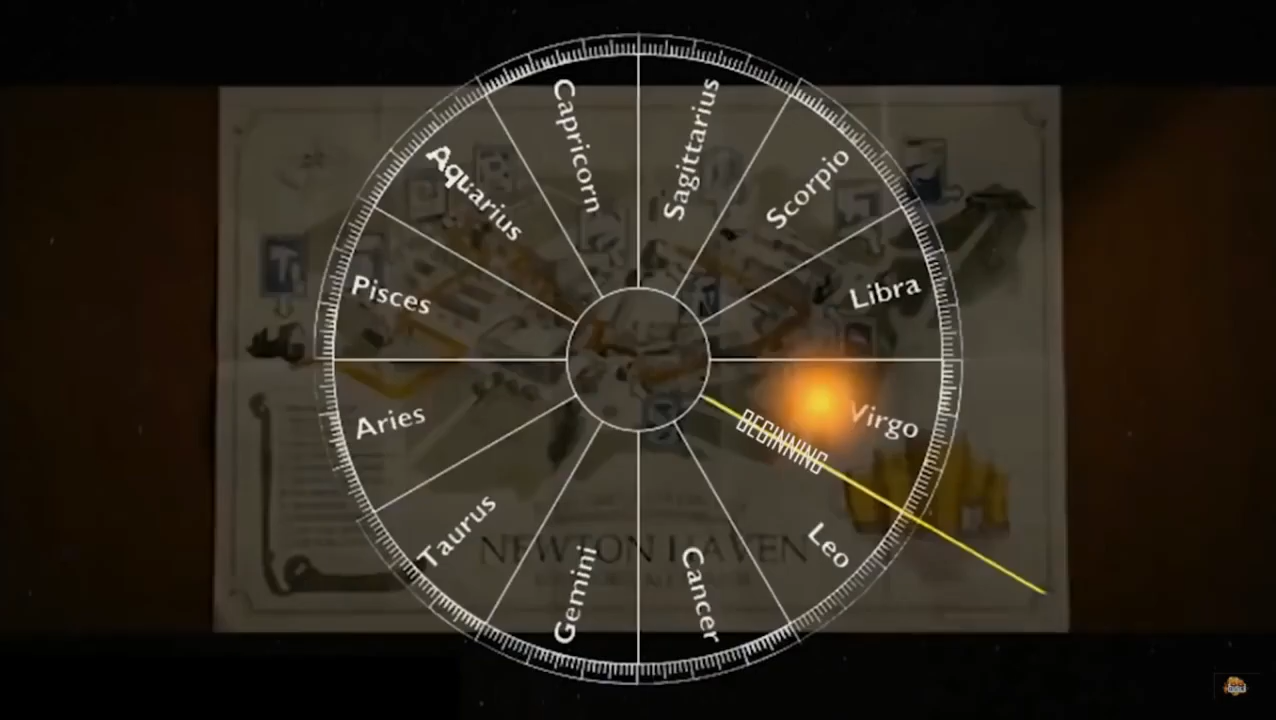 Capricorn
Sagittarius
Aquarius
Scorpio
Pisces
Libra
Aries
Virgo
BEGINNING
Taurus
Leo
Gemini
Cancer
NEWTON HAVEN